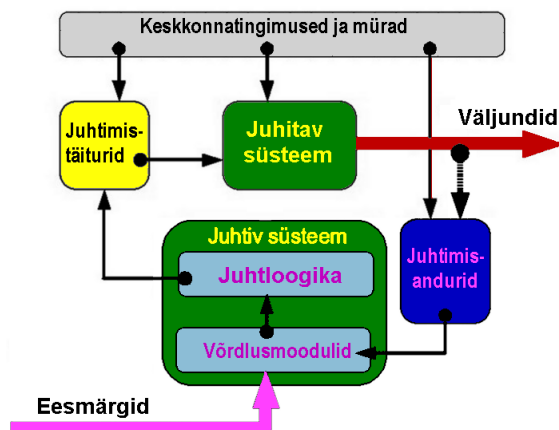 Keskkonnatingimused ja mürad
Juhtimis-
täiturid
Juhitav
süsteem
Väljundid
Juhtiv süsteem
Juhtloogika
Võrdlusmoodulid
Juhtimis-
andurid
Eesmärgid